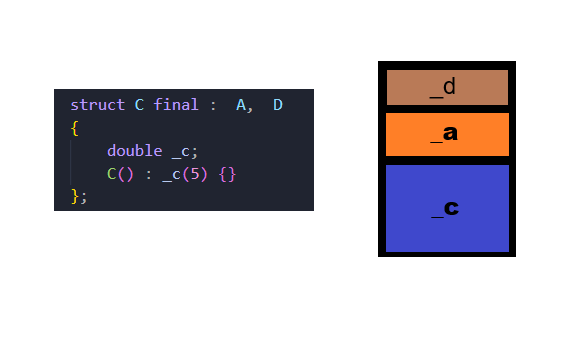 struct C final :  A,  D
{
    double _c;
    C() : _c(5) {}
};
_d
_a
_c